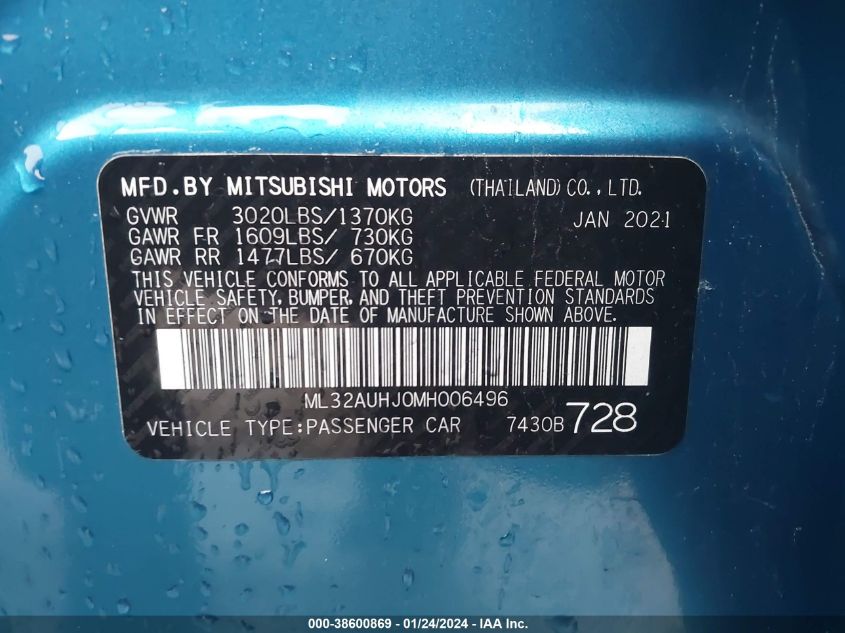 MFD.BY MITSUBISHI MOTORS (THAILAND) CO., LTD.
GVWR 3020LBS/1370KG JAN 2021
GAWR FR 1609LBS/ 730KG
GAWR RR 1477LBS/ 670KG
THIS VEHICLE CONFORMS TO ALL APPLICABLE FEDERAL MOTOR
VEHICLE SAFETY, BUMPER, AND THEFT PREVENTION STANDARDS
IN EFFECT ON THE DATE OF MANUFACTURE SHOWN ABOVE.
ML32AUHJ0MH006496
VEHICLE TYPE:PASSENGER CAR 7430B 728
000-38600869 | 01/24/2024 - IAA Inc.